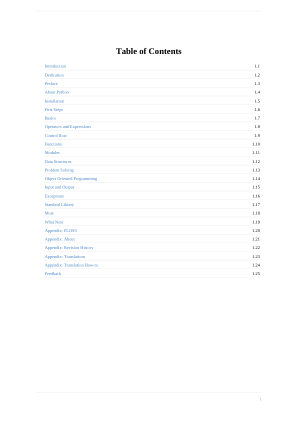 Table of Contents
Introduction 1.1
Dedication 1.2
Preface 1.3
About Python 1.4
Installation 1.5
First Steps 1.6
Basics 1.7
Operators and Expressions 1.8
Control flow 1.9
Functions 1.10
Modules 1.11
Data Structures 1.12
Problem Solving 1.13
Object Oriented Programming 1.14
Input and Output 1.15
Exceptions 1.16
Standard Library 1.17
More 1.18
What Next 1.19
Appendix: FLOSS 1.20
Appendix: About 1.21
Appendix: Revision History 1.22
Appendix: Translations 1.23
Appendix: Translation How-to 1.24
Feedback 1.25